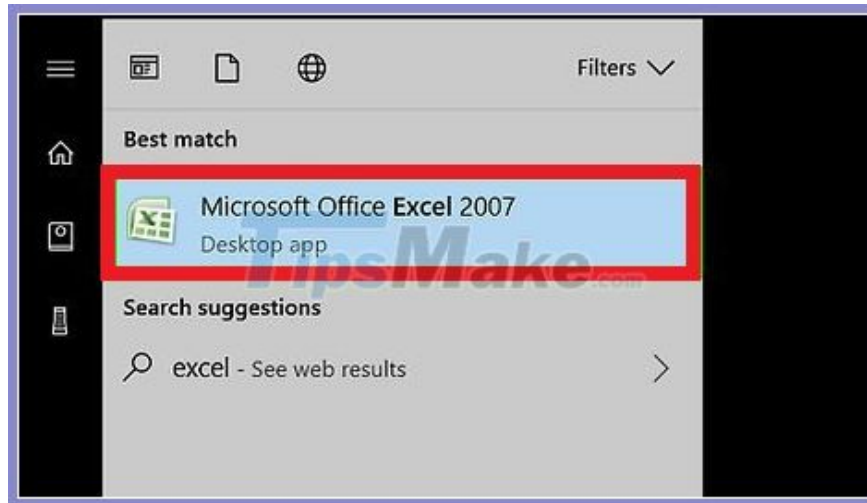 Filters
Best match
Microsoft Office Excel 2007
Desktop app
TipsMake.com
Search suggestions
excel - See web results